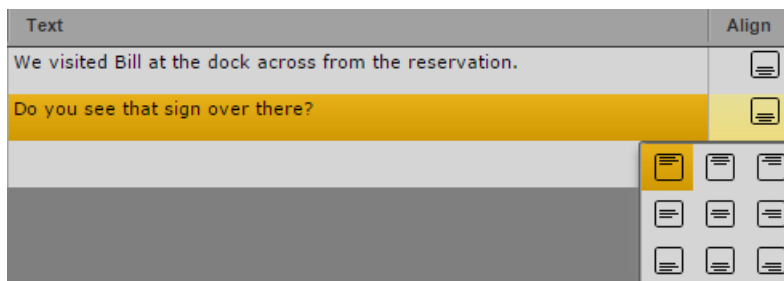 Text Align
We visited Bill at the dock across from the reservation.
Do you see that sign over there?